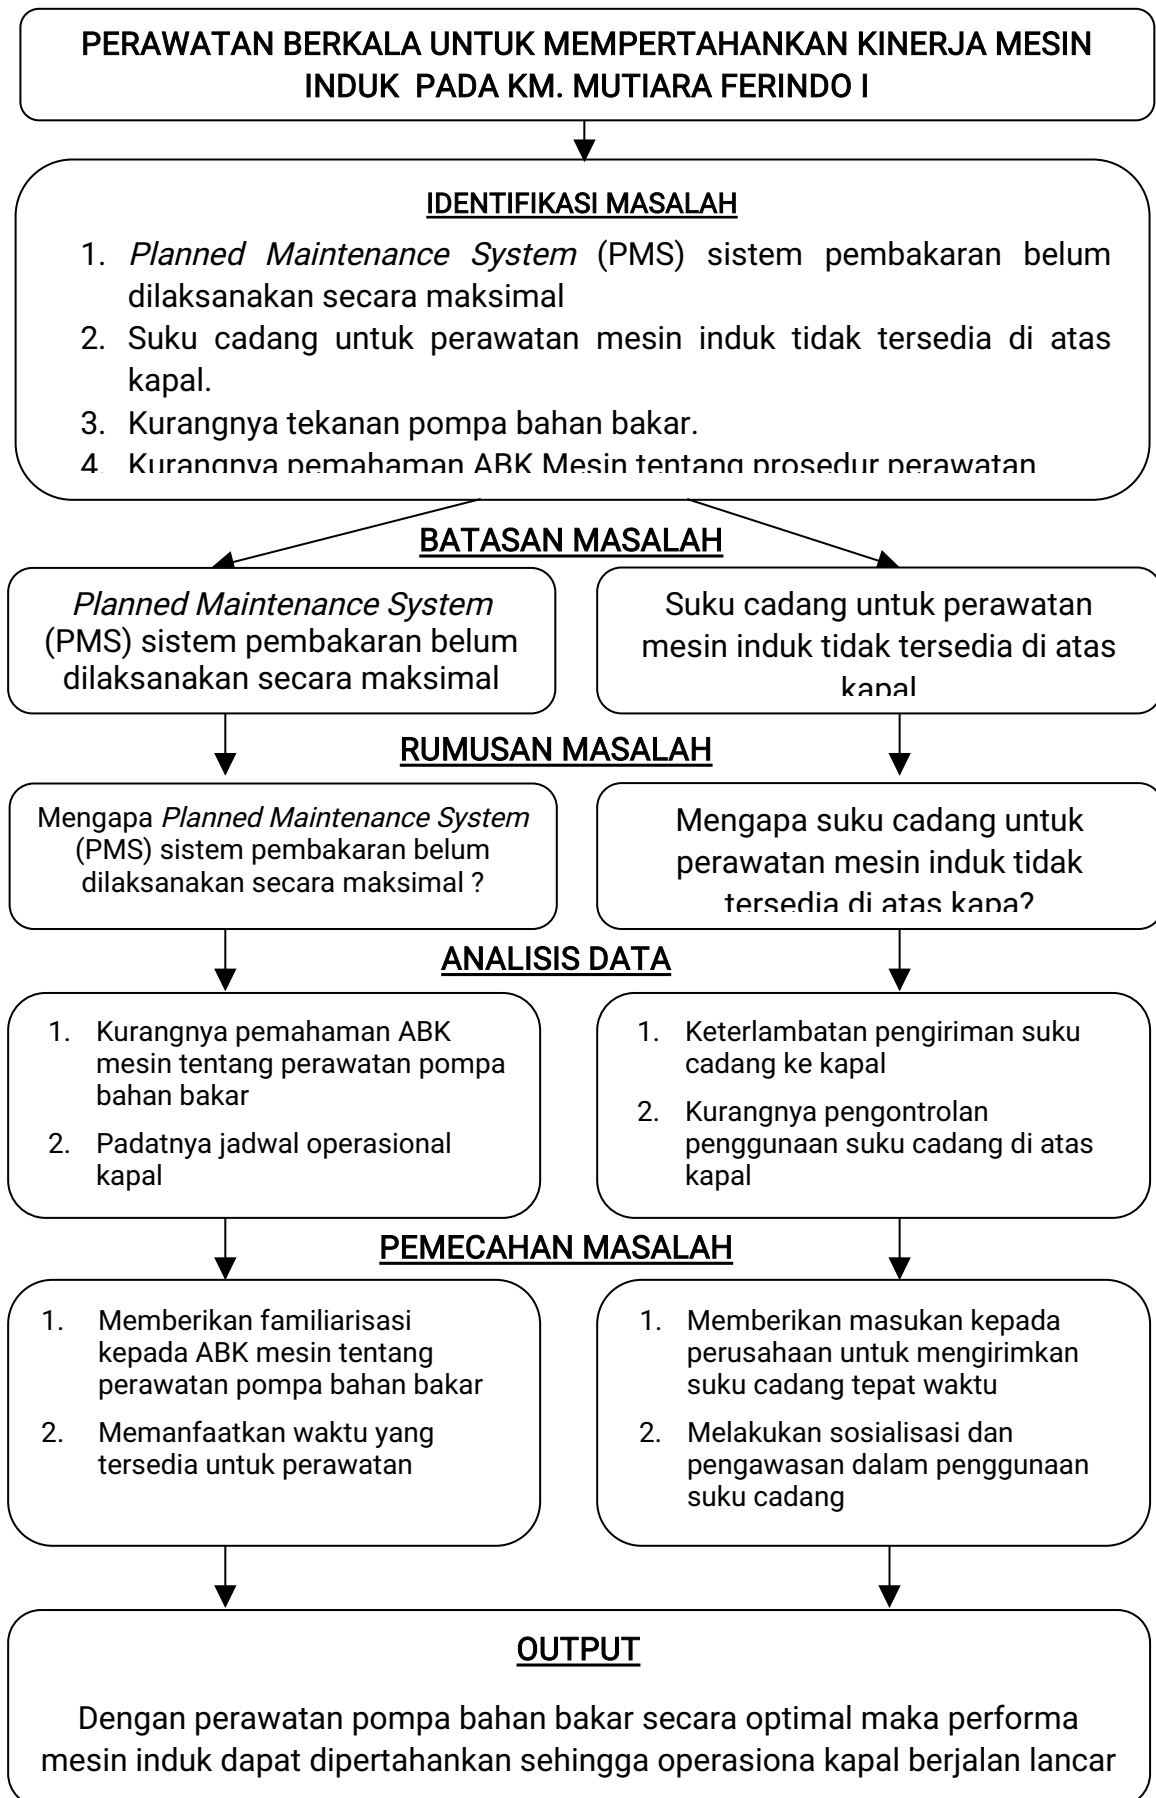 PERAWATAN BERKALA UNTUK MEMPERTAHANKAN KINERJA MESIN
INDUK PADA KM. MUTIARA FERINDO I
IDENTIFIKASI MASALAH
1. Planned Maintenance System (PMS) sistem pembakaran belum
dilaksanakan secara maksimal
2. Suku cadang untuk perawatan mesin induk tidak tersedia di atas
kapal.
3. Kurangnya tekanan pompa bahan bakar.
4. Kurangnya pemahaman ABK Mesin tentang prosedur perawatan
BATASAN MASALAH
Planned Maintenance System
(PMS) sistem pembakaran belum
dilaksanakan secara maksimal
Suku cadang untuk perawatan
mesin induk tidak tersedia di atas
kapal
RUMUSAN MASALAH
Mengapa Planned Maintenance System
(PMS) sistem pembakaran belum
dilaksanakan secara maksimal ?
Mengapa suku cadang untuk
perawatan mesin induk tidak
tersedia di atas kapa?
ANALISIS DATA
1. Kurangnya pemahaman ABK
mesin tentang perawatan pompa
bahan bakar
2. Padatnya jadwal operasional
kapal
1. Keterlambatan pengiriman suku
cadang ke kapal
2. Kurangnya pengontrolan
penggunaan suku cadang di atas
kapal
PEMECAHAN MASALAH
1. Memberikan familiarisasi
kepada ABK mesin tentang
perawatan pompa bahan bakar
2. Memanfaatkan waktu yang
tersedia untuk perawatan
1. Memberikan masukan kepada
perusahaan untuk mengirimkan
suku cadang tepat waktu
2. Melakukan sosialisasi dan
pengawasan dalam penggunaan
suku cadang
OUTPUT
Dengan perawatan pompa bahan bakar secara optimal maka performa
mesin induk dapat dipertahankan sehingga operasiona kapal berjalan lancar